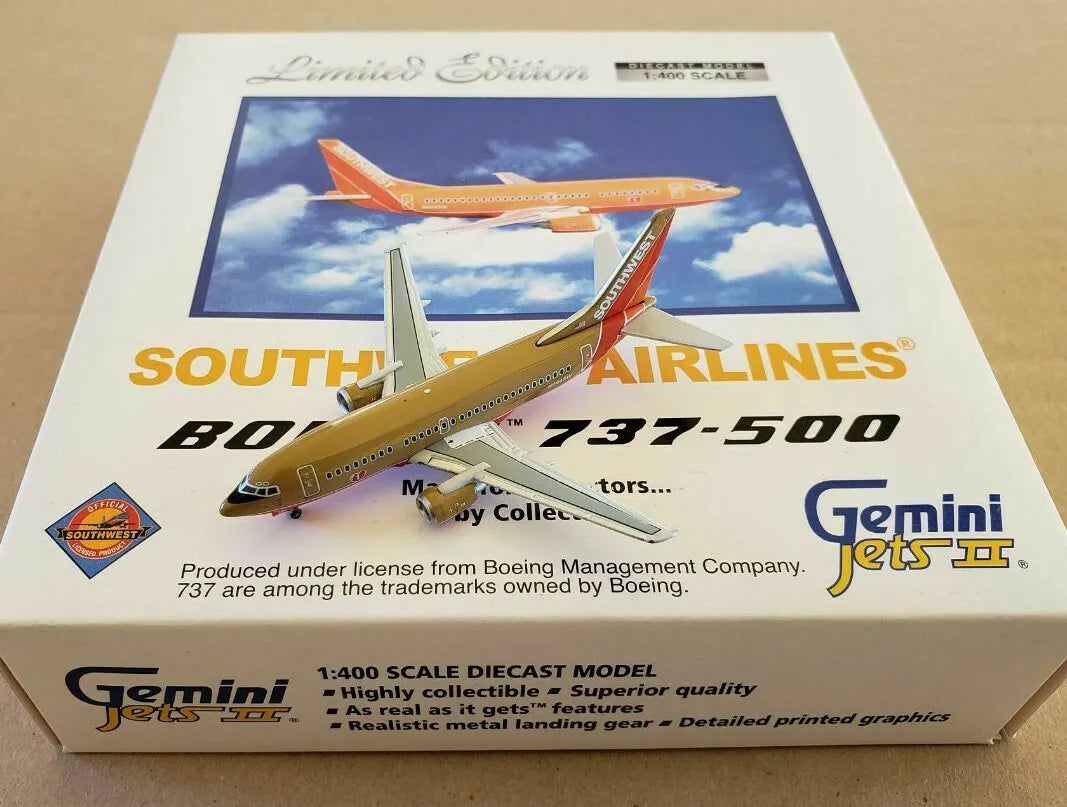 Limited Edition
DIECAST MODEL
1:400 SCALE
SOUTHWEST
SOUTHWEST
SOUTHW AIRLINES®
BO ™ 737-500
Ma tors...
by Collec
OFFICIAL
SOUTHWEST
LICENSED PRODUCT
Gemini
Jets II ®
Produced under license from Boeing Management Company.
737 are among the trademarks owned by Boeing.
Gemini
Jets II ®
1:400 SCALE DIECAST MODEL
▪ Highly collectible ▪ Superior quality
▪ As real as it gets™ features
▪ Realistic metal landing gear ▪ Detailed printed graphics